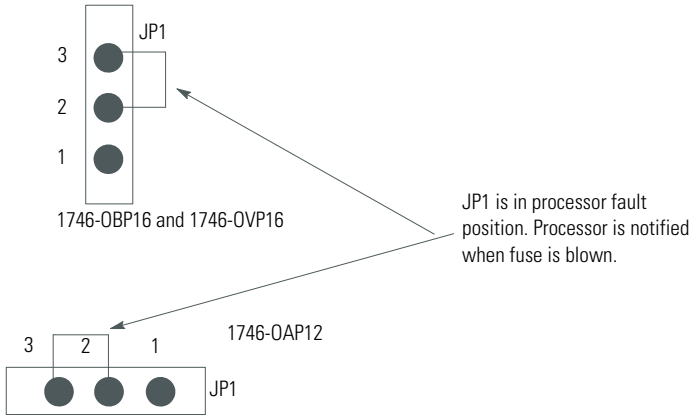 JP1
3
2
1
1746-OBP16 and 1746-OVP16
JP1 is in processor fault
position. Processor is notified
when fuse is blown.
1746-OAP12
3 2 1
JP1